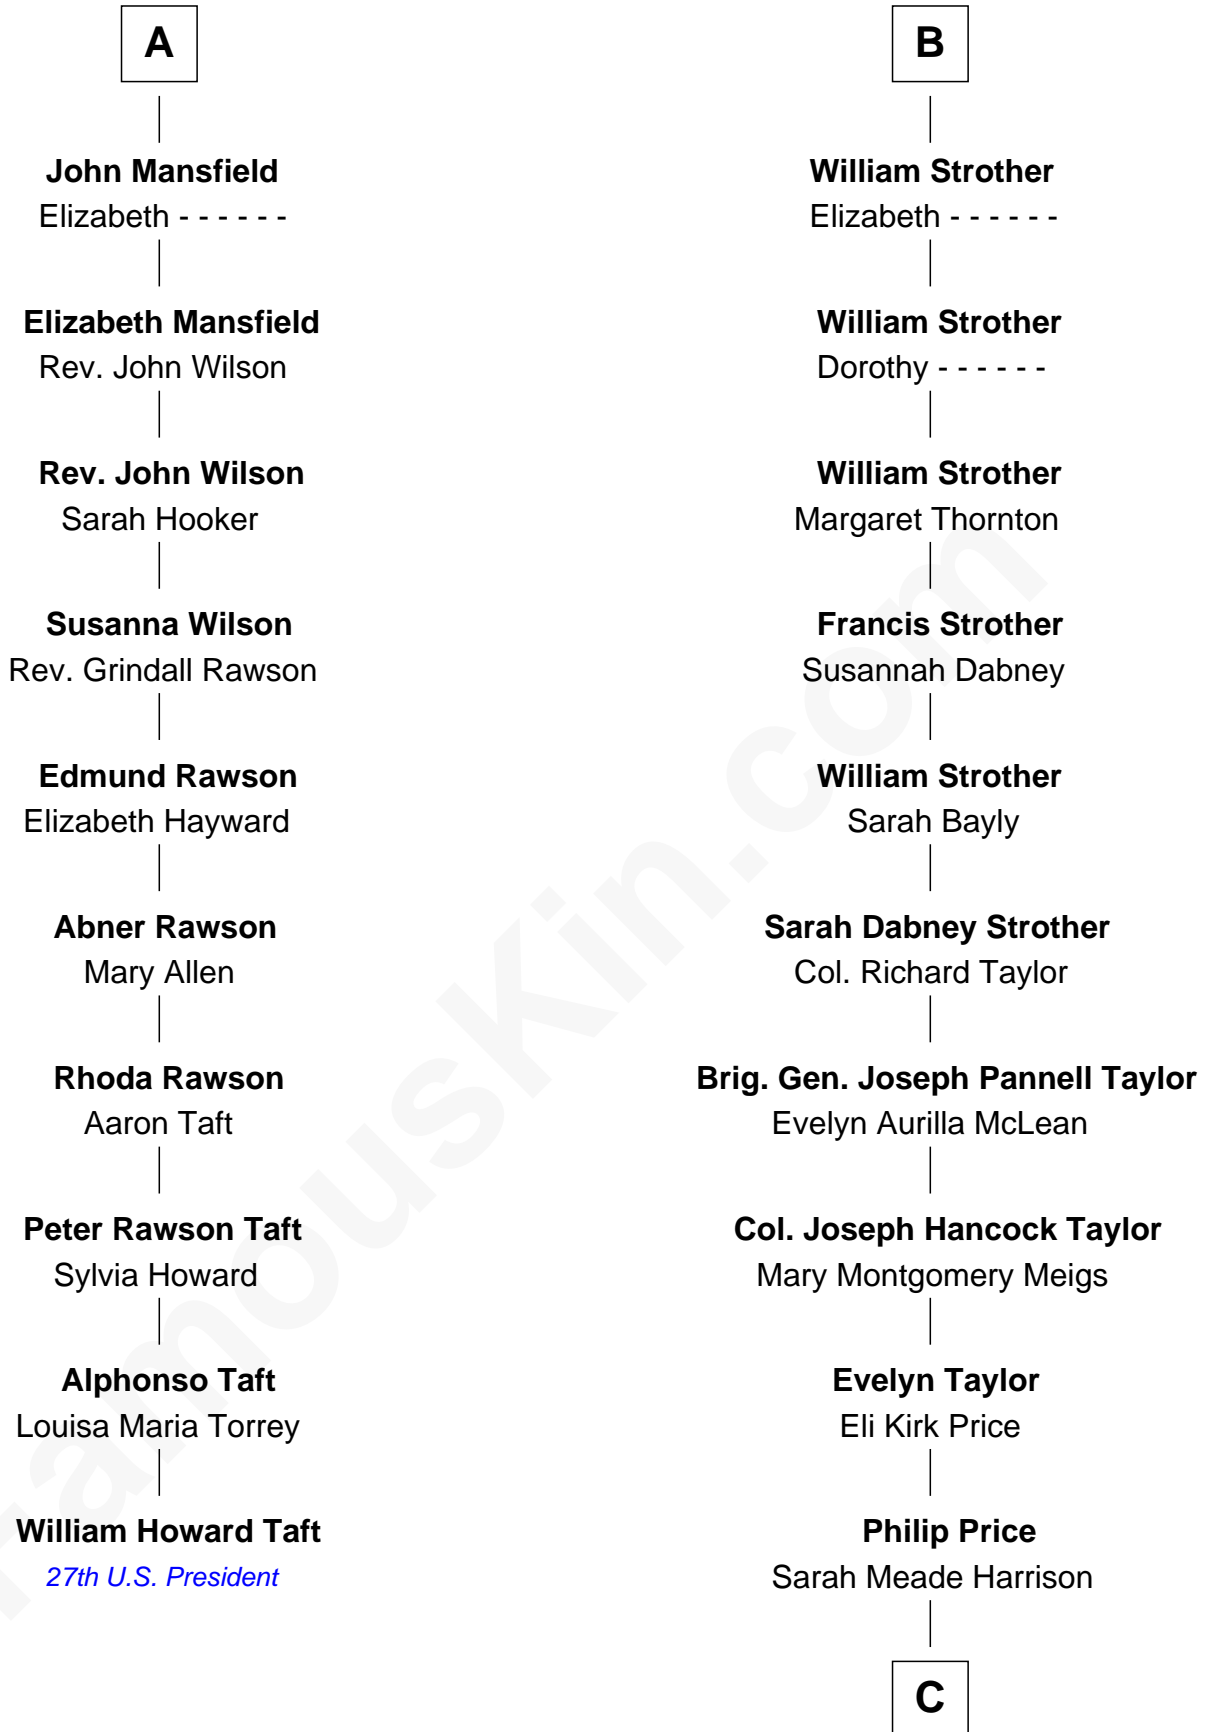 A
John Mansfield
Elizabeth - - - - - -
Elizabeth Mansfield
Rev. John Wilson
Rev. John Wilson
Sarah Hooker
Susanna Wilson
Rev. Grindall Rawson
Edmund Rawson
Elizabeth Hayward
Abner Rawson
Mary Allen
Rhoda Rawson
Aaron Taft
Peter Rawson Taft
Sylvia Howard
Alphonso Taft
Louisa Maria Torrey
William Howard Taft
27th U.S. President
B
William Strother
Elizabeth - - - - - -
William Strother
Dorothy - - - - - -
William Strother
Margaret Thornton
Francis Strother
Susannah Dabney
William Strother
Sarah Bayly
Sarah Dabney Strother
Col. Richard Taylor
Brig. Gen. Joseph Pannell Taylor
Evelyn Aurilla McLean
Col. Joseph Hancock Taylor
Mary Montgomery Meigs
Evelyn Taylor
Eli Kirk Price
Philip Price
Sarah Meade Harrison
C
FamousKin.com